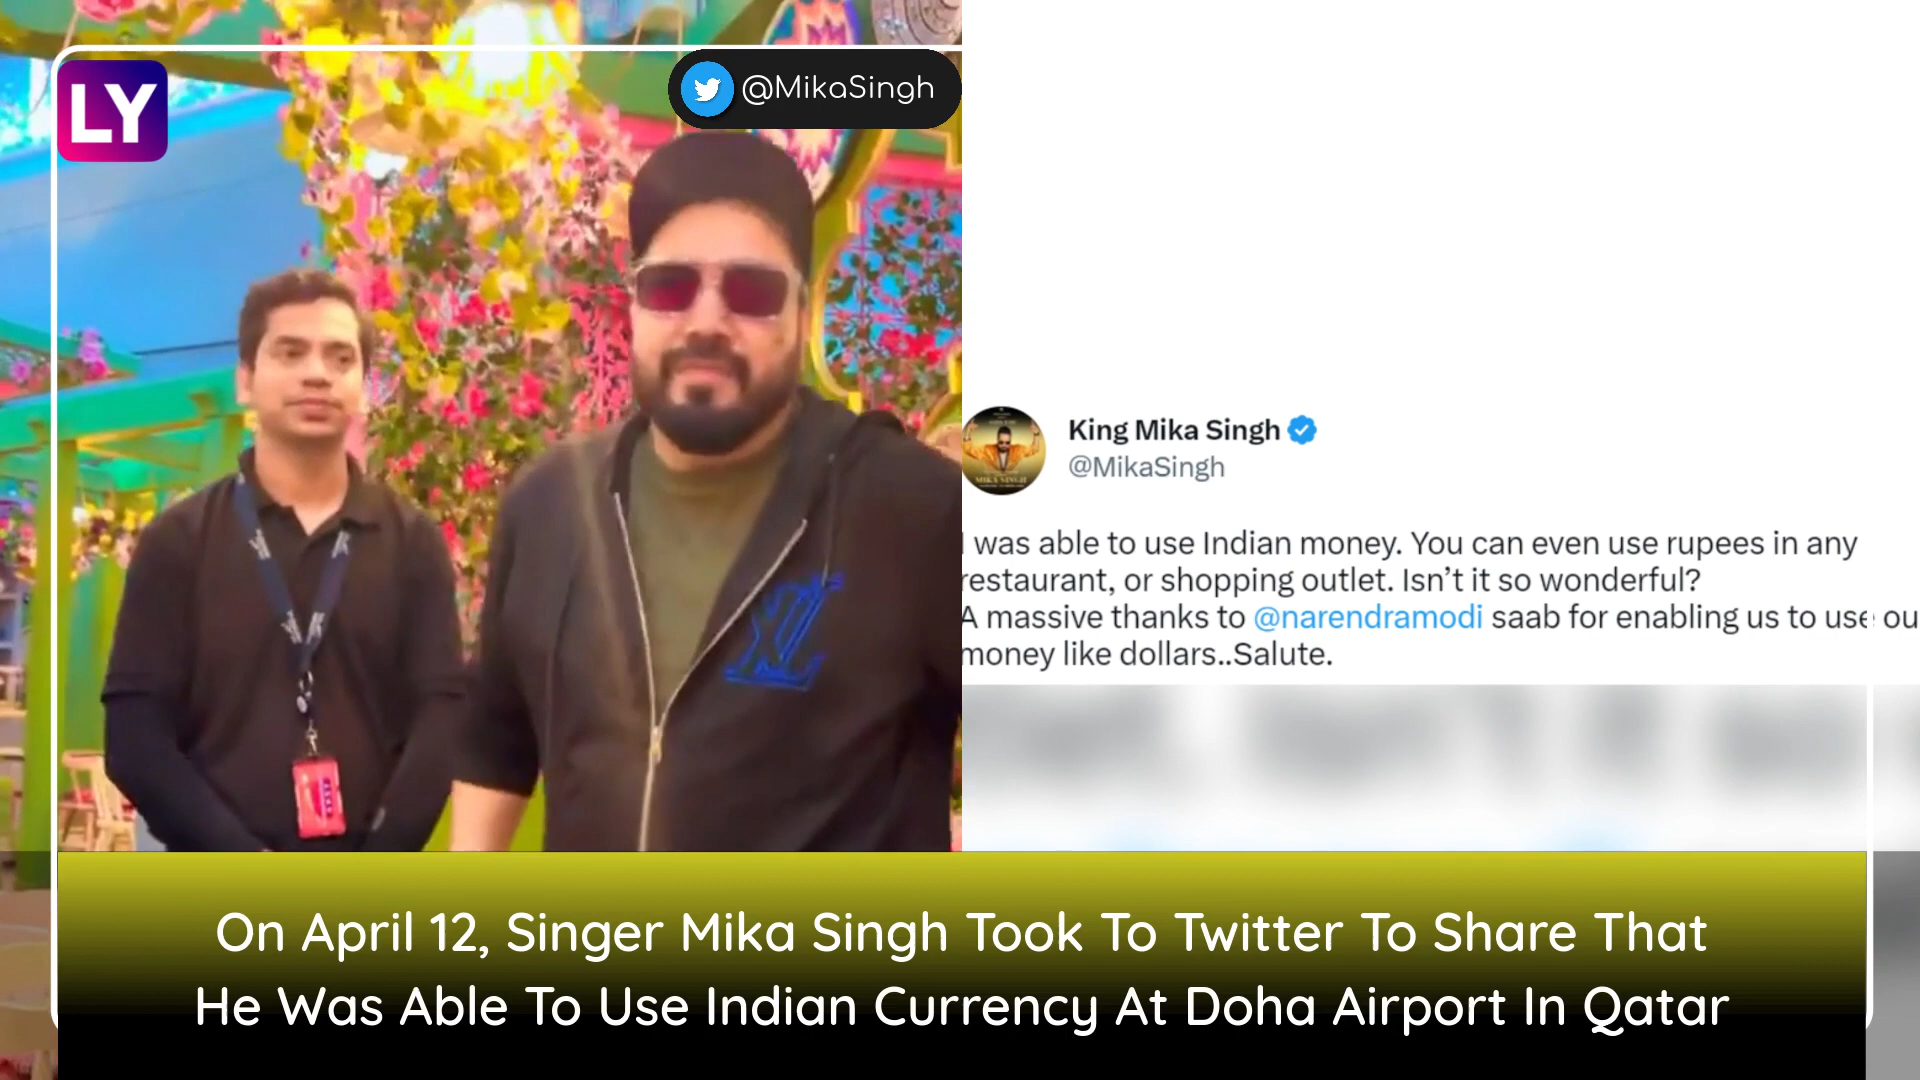 LY
@MikaSingh
King Mika Singh
@MikaSingh
I was able to use Indian money. You can even use rupees in any
restaurant, or shopping outlet. Isn’t it so wonderful?
A massive thanks to @narendramodi saab for enabling us to use ou
money like dollars..Salute.
On April 12, Singer Mika Singh Took To Twitter To Share That
He Was Able To Use Indian Currency At Doha Airport In Qatar